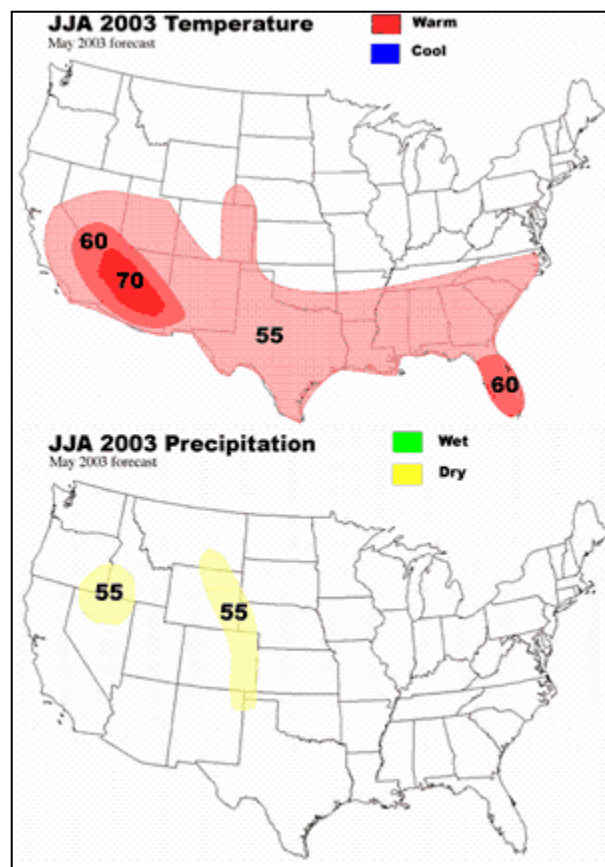 JJA 2003 Temperature
May 2003 forecast
Warm
Cool
60
70
55
60
JJA 2003 Precipitation
May 2003 forecast
Wet
Dry
55
55